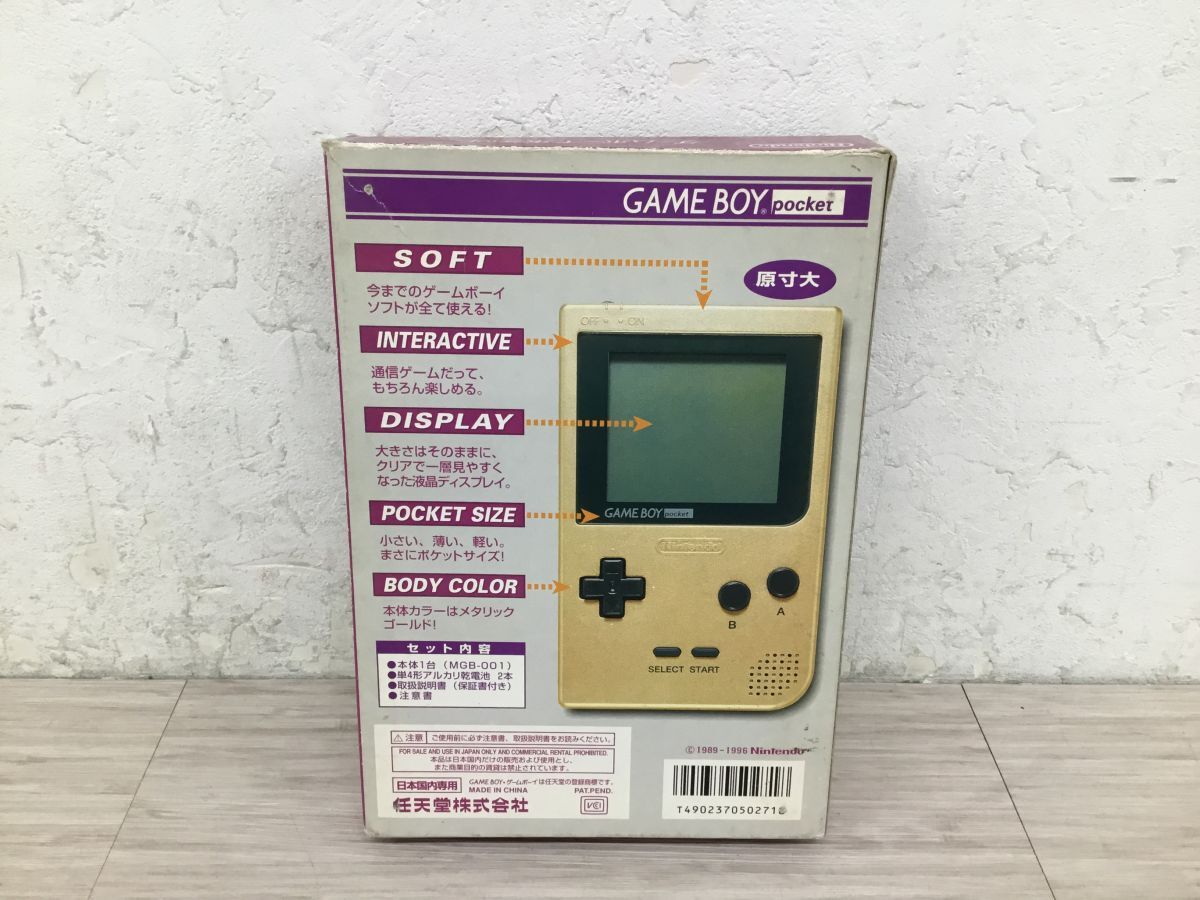 Nintendo
GAME BOY® pocket
SOFT
今までのゲームボーイ
ソフトが全て使える!
INTERACTIVE
通信ゲームだって、
もちろん楽しめる。
DISPLAY
大きさはそのままに、
クリアで一層見やすく
なった液晶ディスプレイ。
POCKET SIZE
小さい、薄い、軽い。
まさにポケットサイズ!
BODY COLOR
本体カラーはメタリック
ゴールド!
セット内容
●本体1台(MGB-001)
●単4形アルカリ乾電池 2本
●取扱説明書(保証書付き)
●注意書
原寸大
OFF ON
GAME BOY pocket
Nintendo
B
A
SELECT START
⚠注意 ご使用前に必ず注意書、取扱説明書をお読みください。
FOR SALE AND USE IN JAPAN ONLY AND COMMERCIAL RENTAL PROHIBITED.
本品は日本国内だけの販売および使用とし、
また商業目的の賃貸は禁止されています。
日本国内専用
GAME BOY・ゲームボーイは任天堂の登録商標です。
MADE IN CHINA PAT.PEND.
任天堂株式会社
VCI
©1989-1996 Nintendo